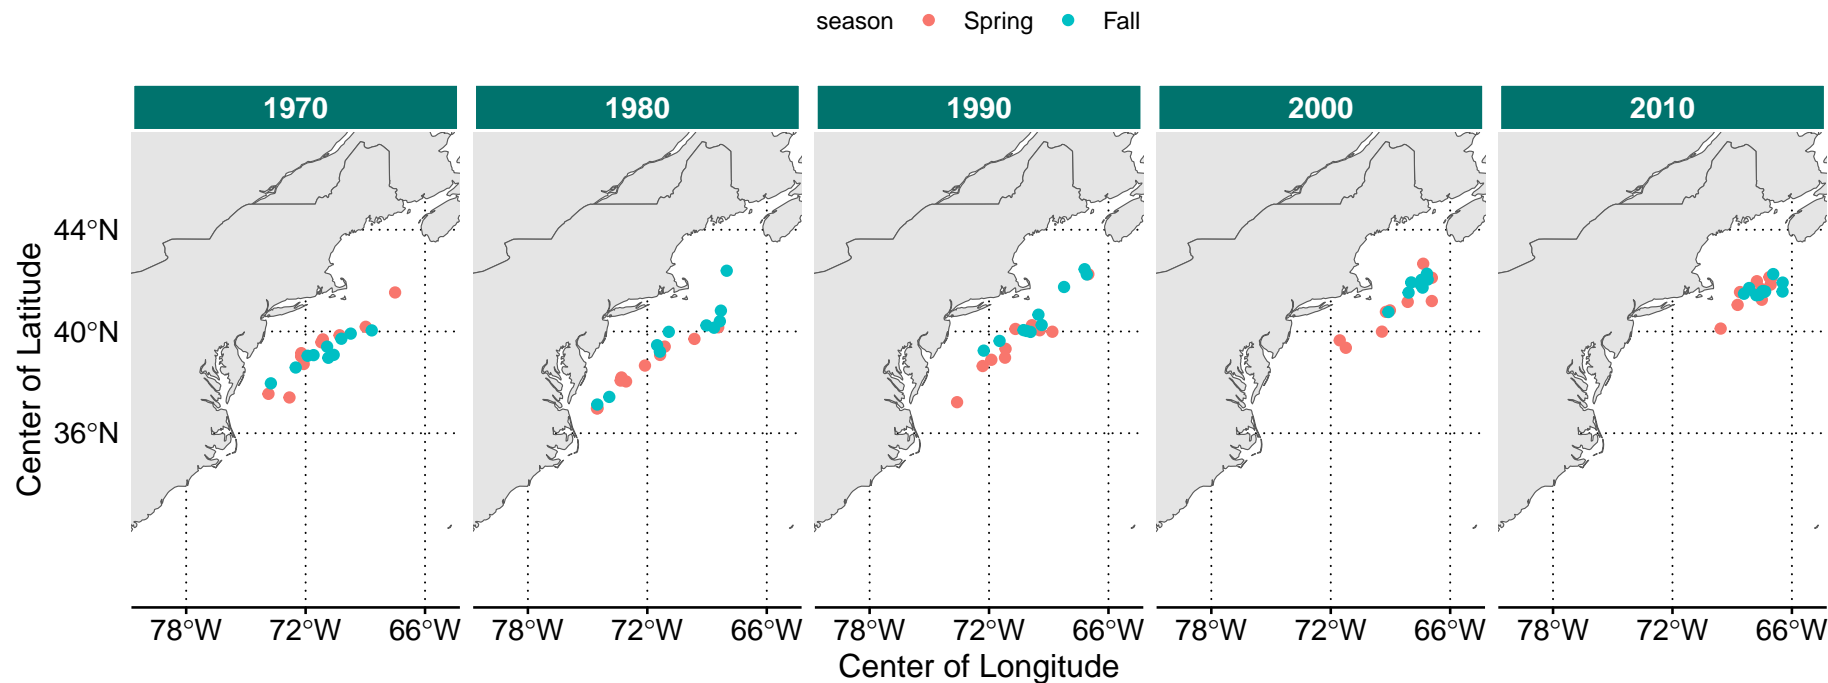 season Spring Fall
1970 1980 1990 2000 2010
44°N
40°N
36°N
Center of Latitude
78°W 72°W 66°W 78°W 72°W 66°W 78°W 72°W 66°W 78°W 72°W 66°W 78°W 72°W 66°W
Center of Longitude